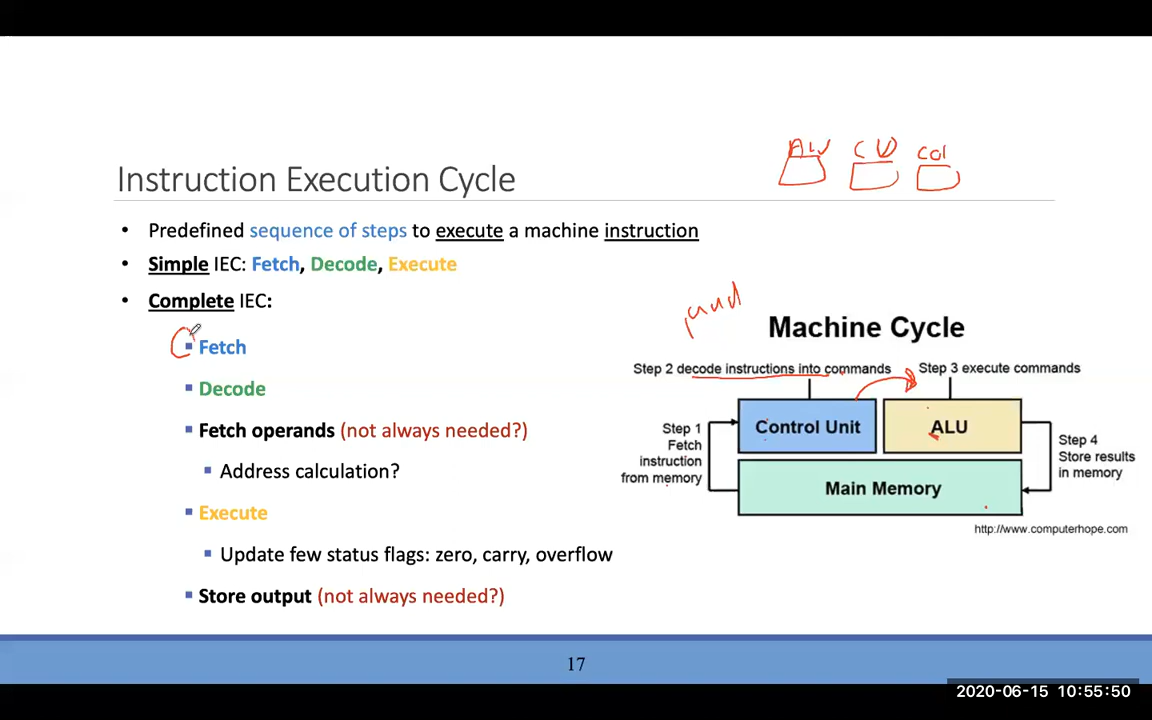 ALU CU
Instruction Execution Cycle
• Predefined sequence of steps to execute a machine instruction
• Simple IEC: Fetch, Decode, Execute
• Complete IEC:
▪ Fetch
▪ Decode
▪ Fetch operands (not always needed?)
▪ Address calculation?
▪ Execute
▪ Update few status flags: zero, carry, overflow
▪ Store output (not always needed?)
Machine Cycle
Step 2 decode instructions into commands
Step 3 execute commands
Step 1
Fetch
instruction
from memory
Control Unit
ALU
Main Memory
Step 4
Store results
in memory
http://www.computerhope.com
17
2020-06-15 10:55:50